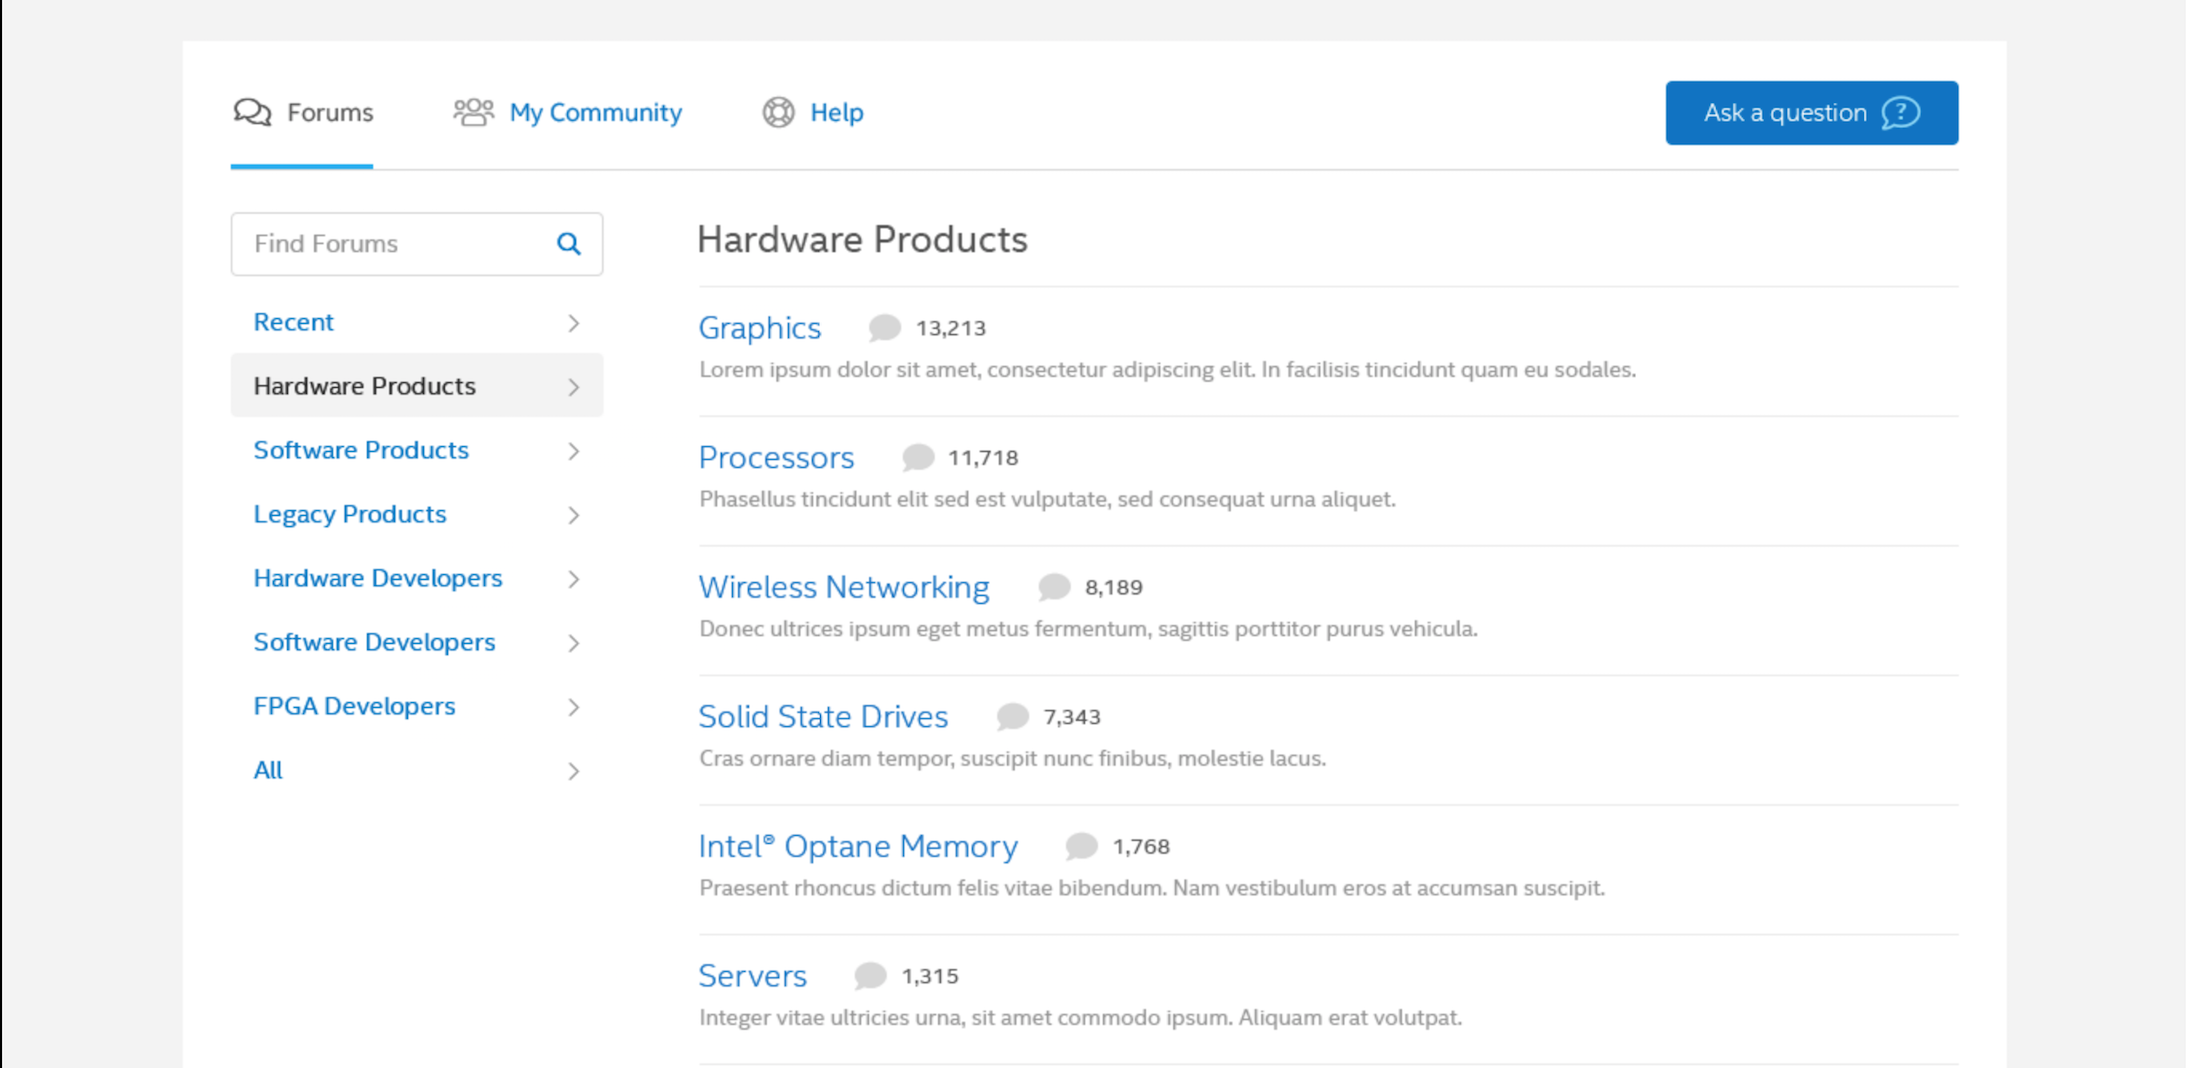 Forums
My Community
Help
Ask a question
Find Forums
Recent
Hardware Products
Software Products
Legacy Products
Hardware Developers
Software Developers
FPGA Developers
All
Hardware Products
Graphics 13,213
Lorem ipsum dolor sit amet, consectetur adipiscing elit. In facilisis tincidunt quam eu sodales.
Processors 11,718
Phasellus tincidunt elit sed est vulputate, sed consequat urna aliquet.
Wireless Networking 8,189
Donec ultrices ipsum eget metus fermentum, sagittis porttitor purus vehicula.
Solid State Drives 7,343
Cras ornare diam tempor, suscipit nunc finibus, molestie lacus.
Intel® Optane Memory 1,768
Praesent rhoncus dictum felis vitae bibendum. Nam vestibulum eros at accumsan suscipit.
Servers 1,315
Integer vitae ultricies urna, sit amet commodo ipsum. Aliquam erat volutpat.